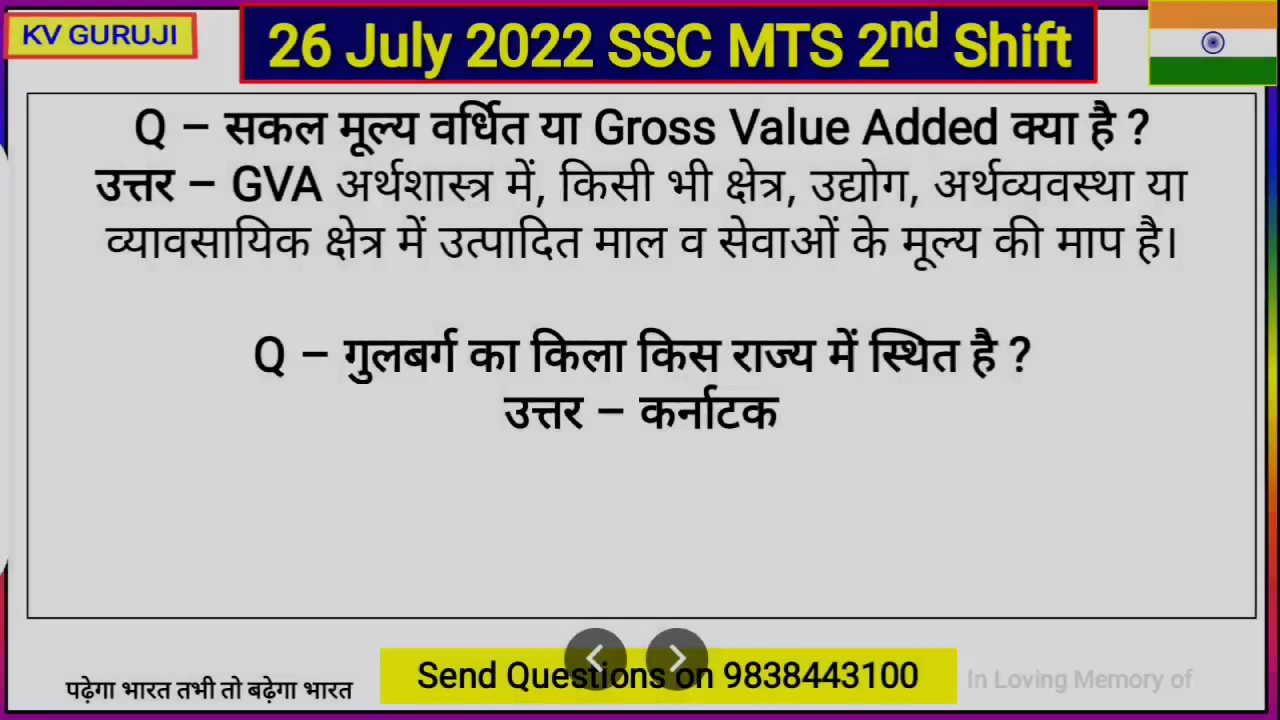 KV GURUJI
26 July 2022 SSC MTS 2nd Shift
Q – सकल मूल्य वर्धित या Gross Value Added क्या है ?
उत्तर – GVA अर्थशास्त्र में, किसी भी क्षेत्र, उद्योग, अर्थव्यवस्था या
व्यावसायिक क्षेत्र में उत्पादित माल व सेवाओं के मूल्य की माप है।
Q – गुलबर्ग का किला किस राज्य में स्थित है ?
उत्तर – कर्नाटक
पढ़ेगा भारत तभी तो बढ़ेगा भारत
Send Questions on 9838443100
In Loving Memory of